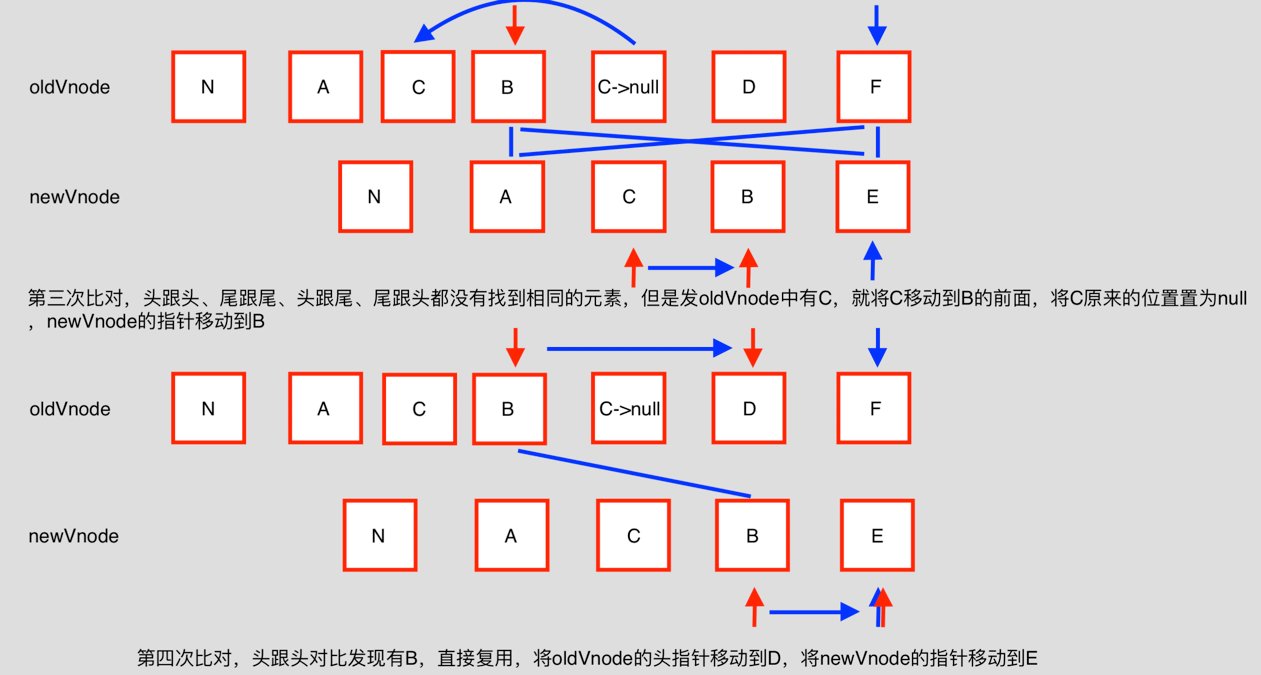 oldVnode N A C B C->null D F
newVnode N A C B E
第三次比对，头跟头、尾跟尾、头跟尾、尾跟头都没有找到相同的元素，但是发oldVnode中有C，就将C移动到B的前面，将C原来的位置置为null
，newVnode的指针移动到B
oldVnode N A C B C->null D F
newVnode N A C B E
第四次比对，头跟头对比发现有B，直接复用，将oldVnode的头指针移动到D，将newVnode的指针移动到E